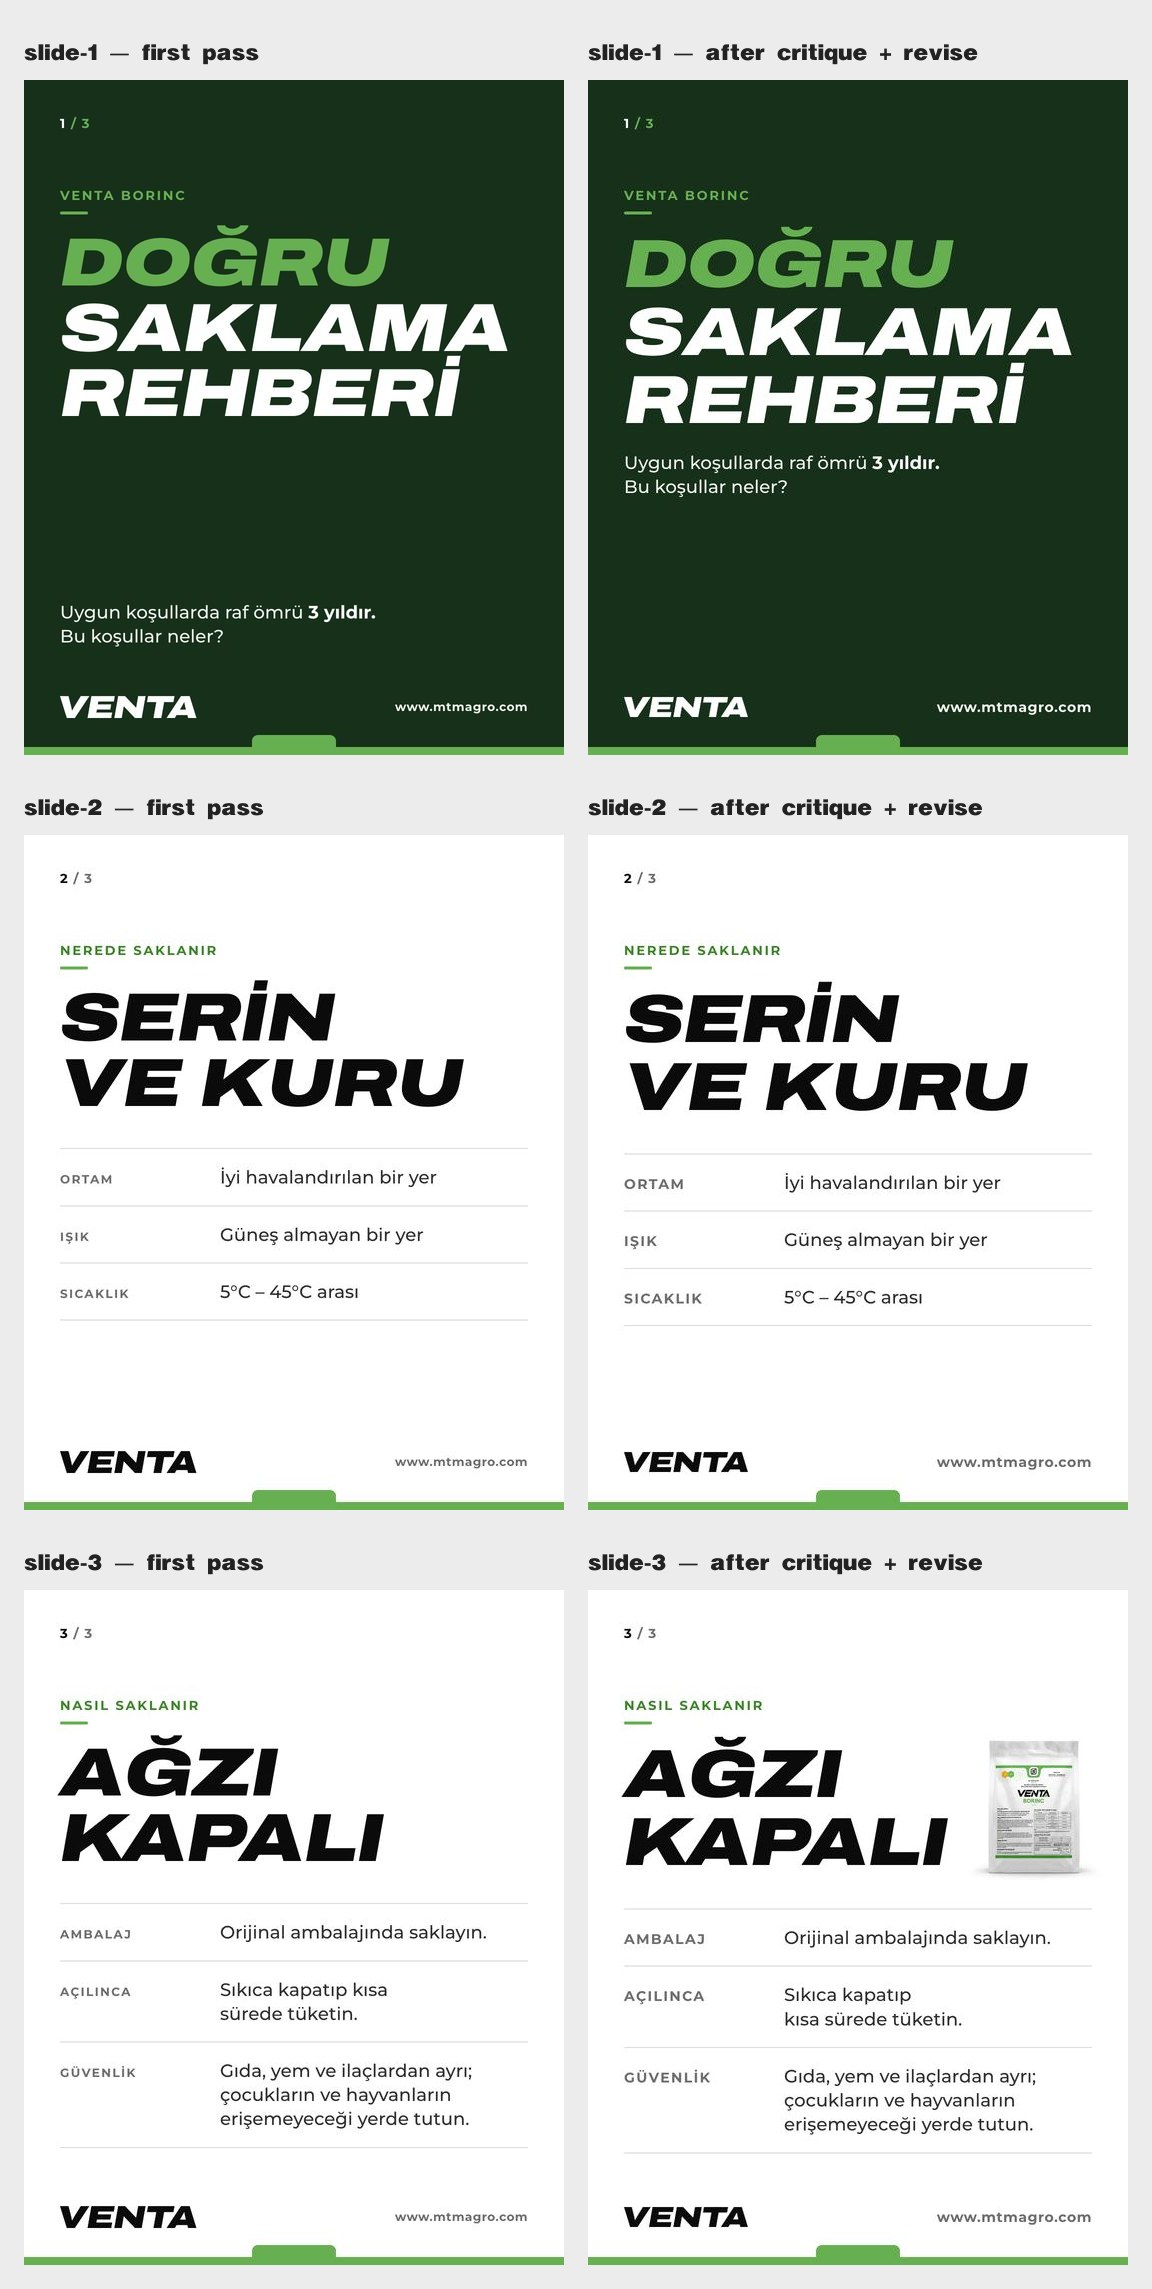 slide-1 — first pass
1 / 3
VENTA BORINC
DOĞRU
SAKLAMA
REHBERİ
Uygun koşullarda raf ömrü 3 yıldır.
Bu koşullar neler?
VENTA
www.mtmagro.com
slide-1 — after critique + revise
1 / 3
VENTA BORINC
DOĞRU
SAKLAMA
REHBERİ
Uygun koşullarda raf ömrü 3 yıldır.
Bu koşullar neler?
VENTA
www.mtmagro.com
slide-2 — first pass
2 / 3
NEREDE SAKLANIR
SERİN
VE KURU
ORTAM
İyi havalandırılan bir yer
IŞIK
Güneş almayan bir yer
SICAKLIK
5°C – 45°C arası
VENTA
www.mtmagro.com
slide-2 — after critique + revise
2 / 3
NEREDE SAKLANIR
SERİN
VE KURU
ORTAM
İyi havalandırılan bir yer
IŞIK
Güneş almayan bir yer
SICAKLIK
5°C – 45°C arası
VENTA
www.mtmagro.com
slide-3 — first pass
3 / 3
NASIL SAKLANIR
AĞZI
KAPALI
AMBALAJ
Orijinal ambalajında saklayın.
AÇILINCA
Sıkıca kapatıp kısa
sürede tüketin.
GÜVENLİK
Gıda, yem ve ilaçlardan ayrı;
çocukların ve hayvanların
erişemeyeceği yerde tutun.
VENTA
www.mtmagro.com
slide-3 — after critique + revise
3 / 3
NASIL SAKLANIR
AĞZI
KAPALI
VENTA
BORINC
AMBALAJ
Orijinal ambalajında saklayın.
AÇILINCA
Sıkıca kapatıp
kısa sürede tüketin.
GÜVENLİK
Gıda, yem ve ilaçlardan ayrı;
çocukların ve hayvanların
erişemeyeceği yerde tutun.
VENTA
www.mtmagro.com